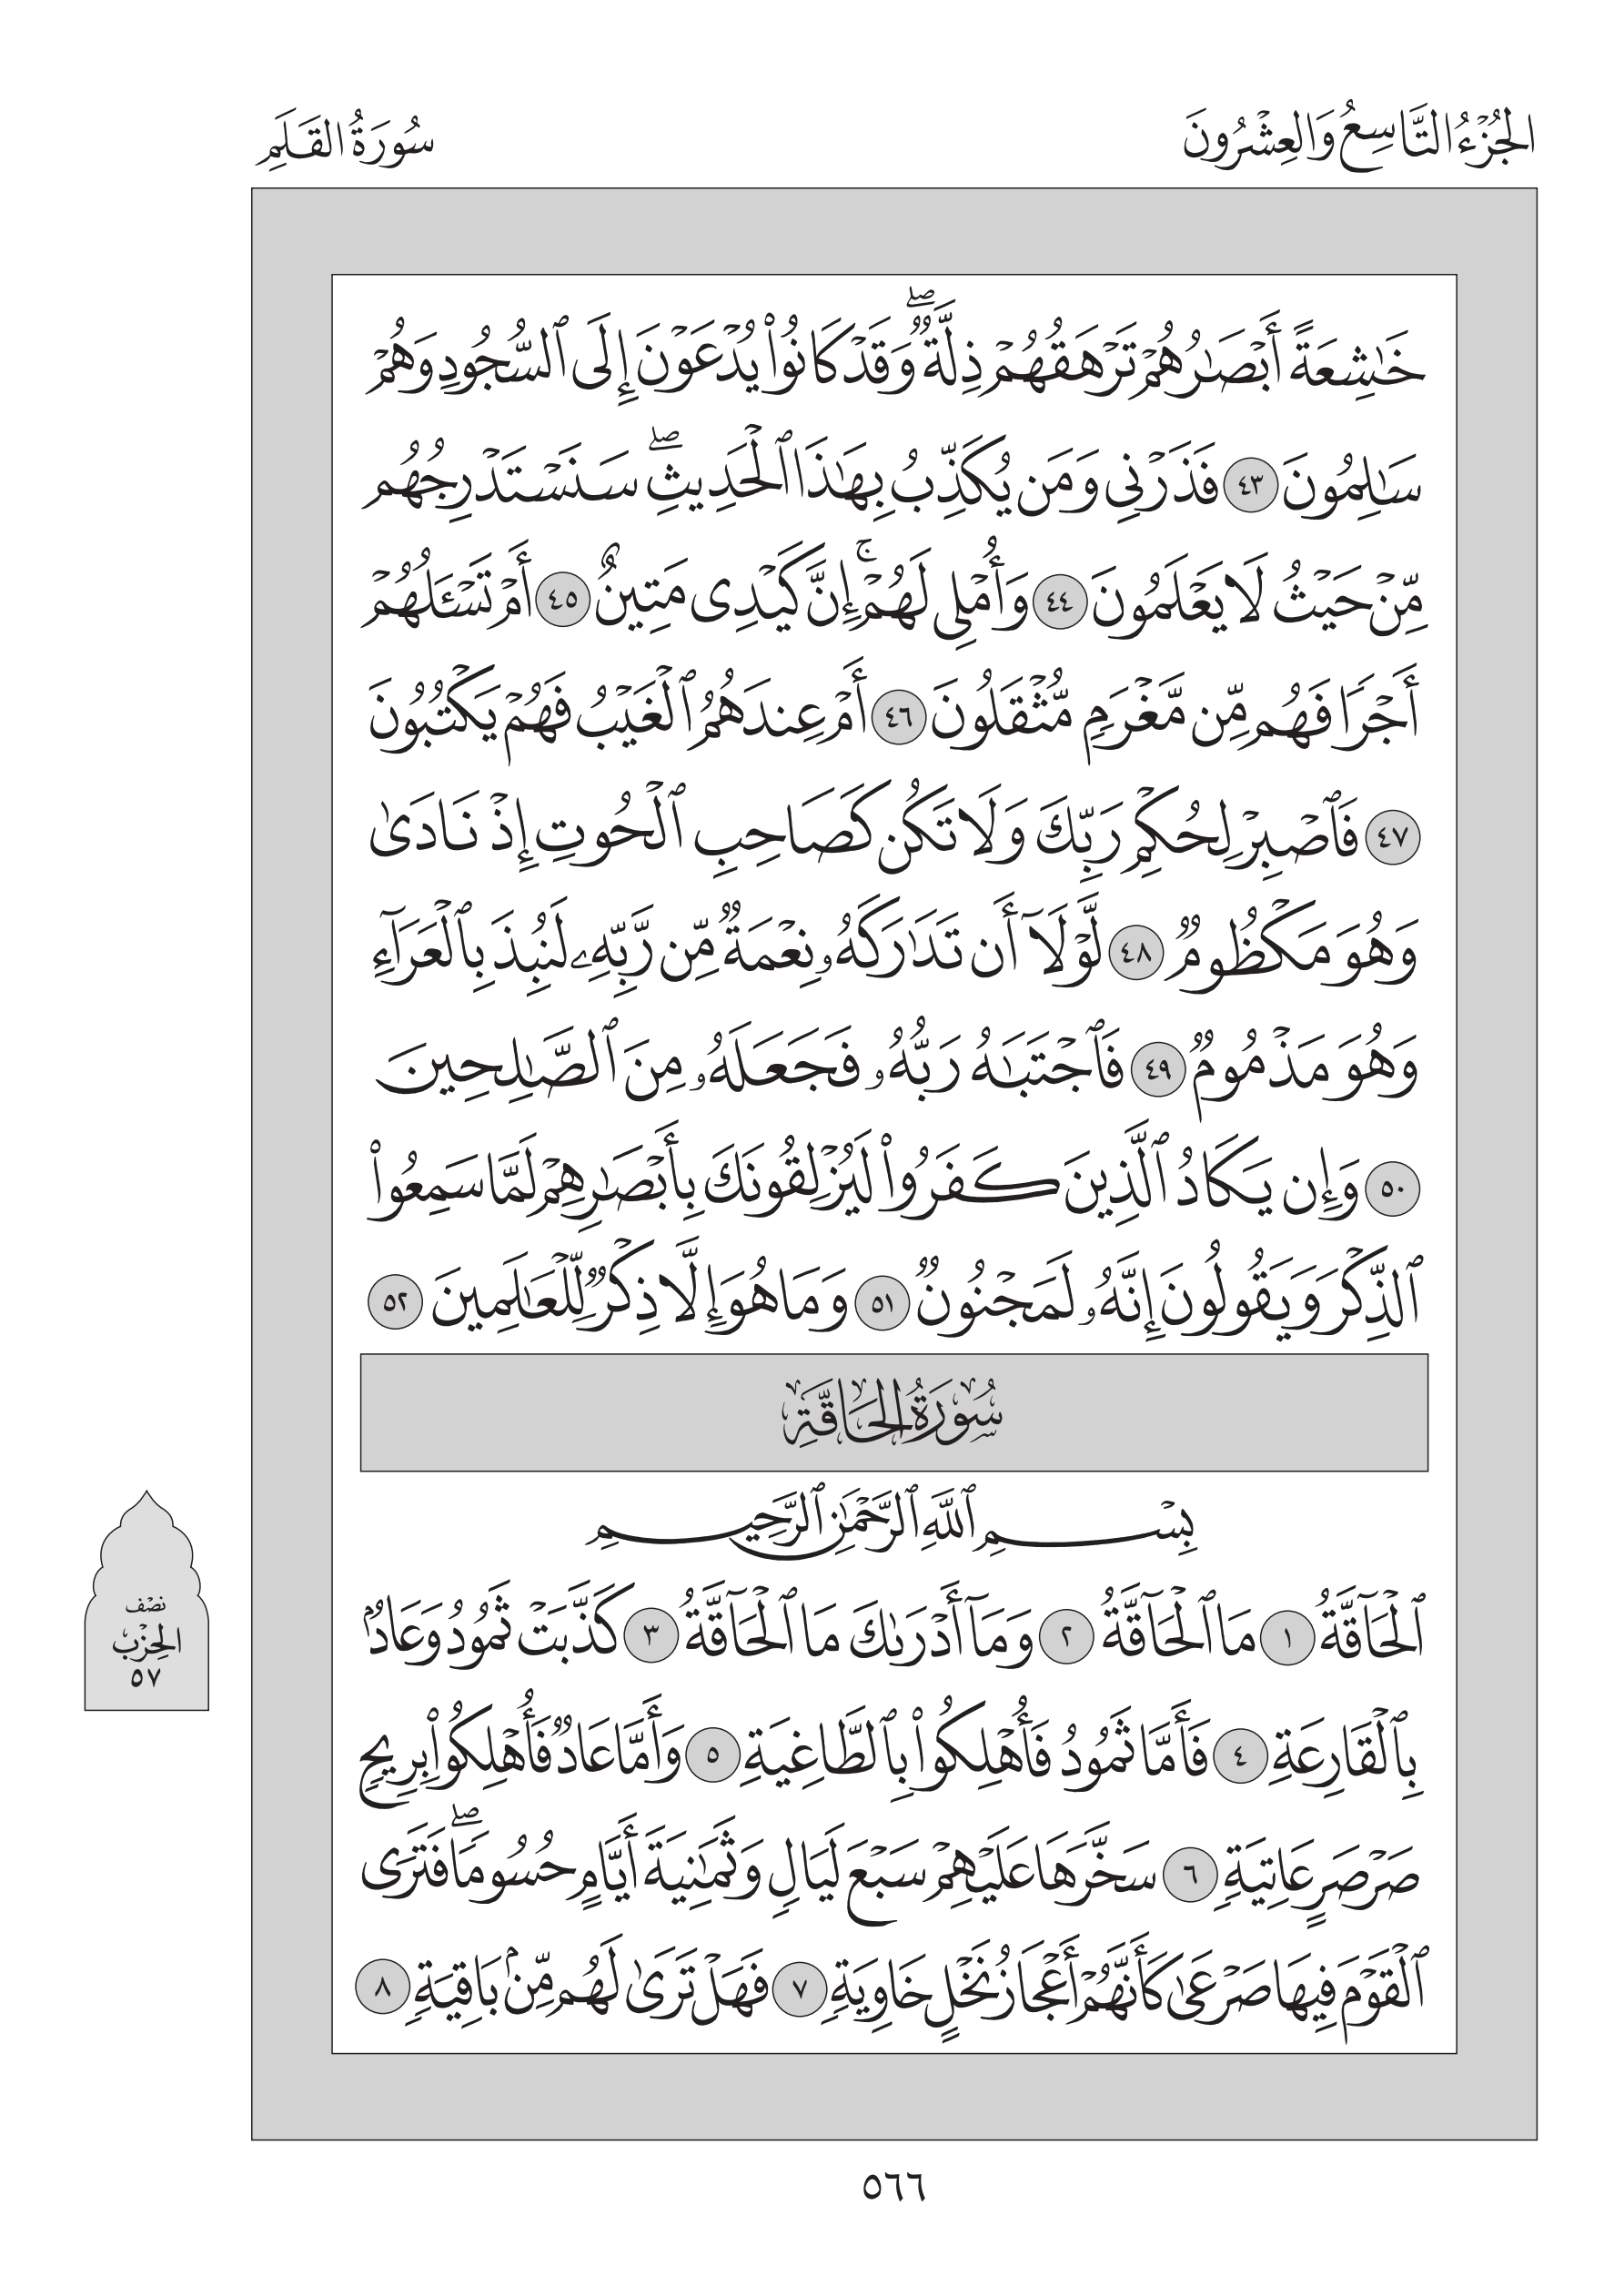 الجُزْءُ التَّاسِعُ وَالعِشْرُونَ
سُورَةُ القَلَمِ
خَٰشِعَةً أَبۡصَٰرُهُمۡ تَرۡهَقُهُمۡ ذِلَّةٞۖ وَقَدۡ كَانُواْ يُدۡعَوۡنَ إِلَى ٱلسُّجُودِ وَهُمۡ
سَٰلِمُونَ ٤٣ فَذَرۡنِي وَمَن يُكَذِّبُ بِهَٰذَا ٱلۡحَدِيثِۖ سَنَسۡتَدۡرِجُهُم
مِّنۡ حَيۡثُ لَا يَعۡلَمُونَ ٤٤ وَأُمۡلِي لَهُمۡۚ إِنَّ كَيۡدِي مَتِينٌ ٤٥ أَمۡ تَسۡـَٔلُهُمۡ
أَجۡرٗا فَهُم مِّن مَّغۡرَمٖ مُّثۡقَلُونَ ٤٦ أَمۡ عِندَهُمُ ٱلۡغَيۡبُ فَهُمۡ يَكۡتُبُونَ
٤٧ فَٱصۡبِرۡ لِحُكۡمِ رَبِّكَ وَلَا تَكُن كَصَاحِبِ ٱلۡحُوتِ إِذۡ نَادَىٰ
وَهُوَ مَكۡظُومٞ ٤٨ لَّوۡلَآ أَن تَدَٰرَكَهُۥ نِعۡمَةٞ مِّن رَّبِّهِۦ لَنُبِذَ بِٱلۡعَرَآءِ
وَهُوَ مَذۡمُومٞ ٤٩ فَٱجۡتَبَٰهُ رَبُّهُۥ فَجَعَلَهُۥ مِنَ ٱلصَّٰلِحِينَ
٥٠ وَإِن يَكَادُ ٱلَّذِينَ كَفَرُواْ لَيُزۡلِقُونَكَ بِأَبۡصَٰرِهِمۡ لَمَّا سَمِعُواْ
ٱلذِّكۡرَ وَيَقُولُونَ إِنَّهُۥ لَمَجۡنُونٞ ٥١ وَمَا هُوَ إِلَّا ذِكۡرٞ لِّلۡعَٰلَمِينَ ٥٢
سُورَةُ الحَاقَّةِ
بِسۡمِ ٱللَّهِ ٱلرَّحۡمَٰنِ ٱلرَّحِيمِ
ٱلۡحَآقَّةُ ١ مَا ٱلۡحَآقَّةُ ٢ وَمَآ أَدۡرَىٰكَ مَا ٱلۡحَآقَّةُ ٣ كَذَّبَتۡ ثَمُودُ وَعَادُۢ
بِٱلۡقَارِعَةِ ٤ فَأَمَّا ثَمُودُ فَأُهۡلِكُواْ بِٱلطَّاغِيَةِ ٥ وَأَمَّا عَادٞ فَأُهۡلِكُواْ بِرِيحٖ
صَرۡصَرٍ عَاتِيَةٖ ٦ سَخَّرَهَا عَلَيۡهِمۡ سَبۡعَ لَيَالٖ وَثَمَٰنِيَةَ أَيَّامٍ حُسُومٗاۖ فَتَرَى
ٱلۡقَوۡمَ فِيهَا صَرۡعَىٰ كَأَنَّهُمۡ أَعۡجَازُ نَخۡلٍ خَاوِيَةٖ ٧ فَهَلۡ تَرَىٰ لَهُم مِّنۢ بَاقِيَةٖ ٨
نصف
الحِزْبِ
٥٧
٥٦٦